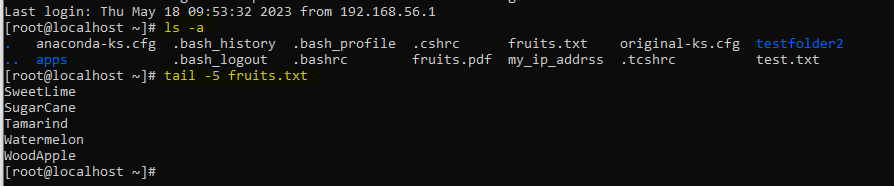 Last login: Thu May 18 09:53:32 2023 from 192.168.56.1
[root@localhost ~]# ls -a
.   anaconda-ks.cfg  .bash_history  .bash_profile  .cshrc      fruits.txt    original-ks.cfg  testfolder2
..  apps             .bash_logout   .bashrc        fruits.pdf  my_ip_addrss  .tcshrc          test.txt
[root@localhost ~]# tail -5 fruits.txt
SweetLime
SugarCane
Tamarind
Watermelon
WoodApple
[root@localhost ~]#